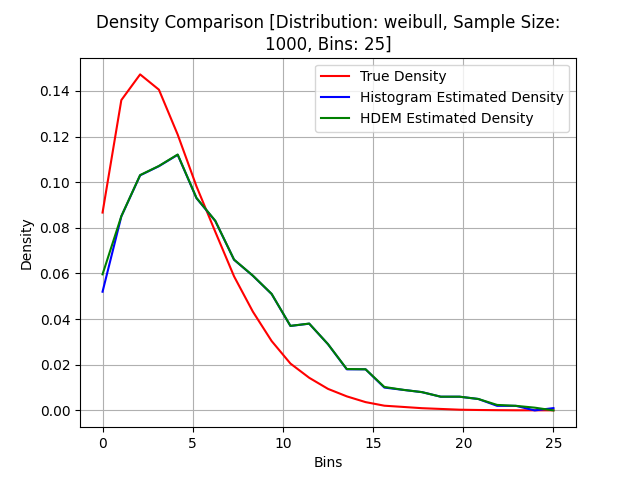 Density Comparison [Distribution: weibull, Sample Size:
1000, Bins: 25]
True Density
Histogram Estimated Density
HDEM Estimated Density
Density
0.14
0.12
0.10
0.08
0.06
0.04
0.02
0.00
0 5 10 15 20 25
Bins